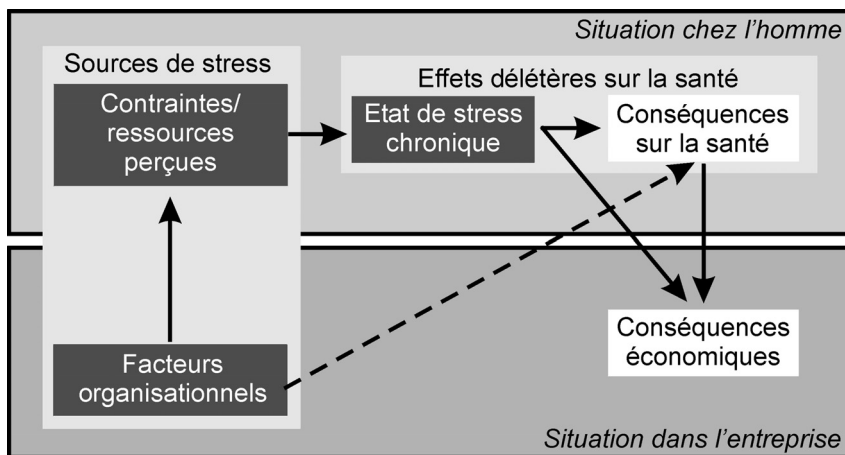 Situation chez l'homme
Sources de stress
Effets délétères sur la santé
Contraintes/
ressources
perçues
Etat de stress
chronique
Conséquences
sur la santé
Facteurs
organisationnels
Conséquences
économiques
Situation dans l'entreprise